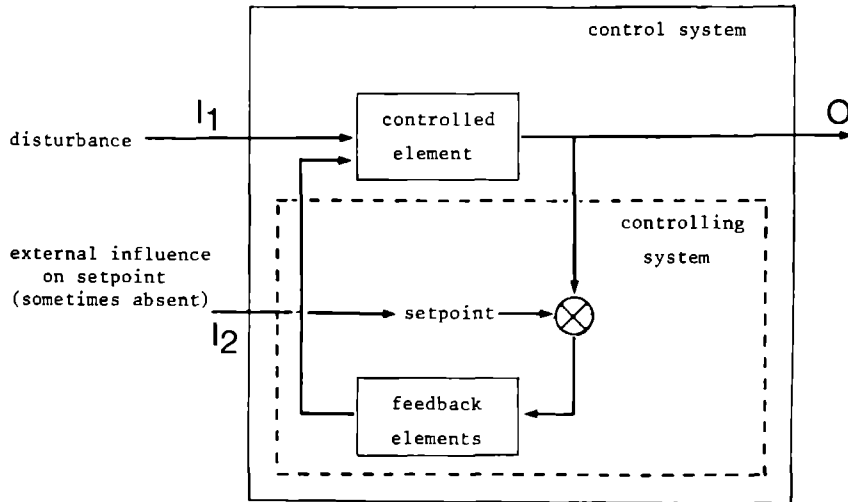 control system
I1
O
disturbance
controlled
element
controlling
system
external influence
on setpoint
(sometimes absent)
I2
setpoint
feedback
elements